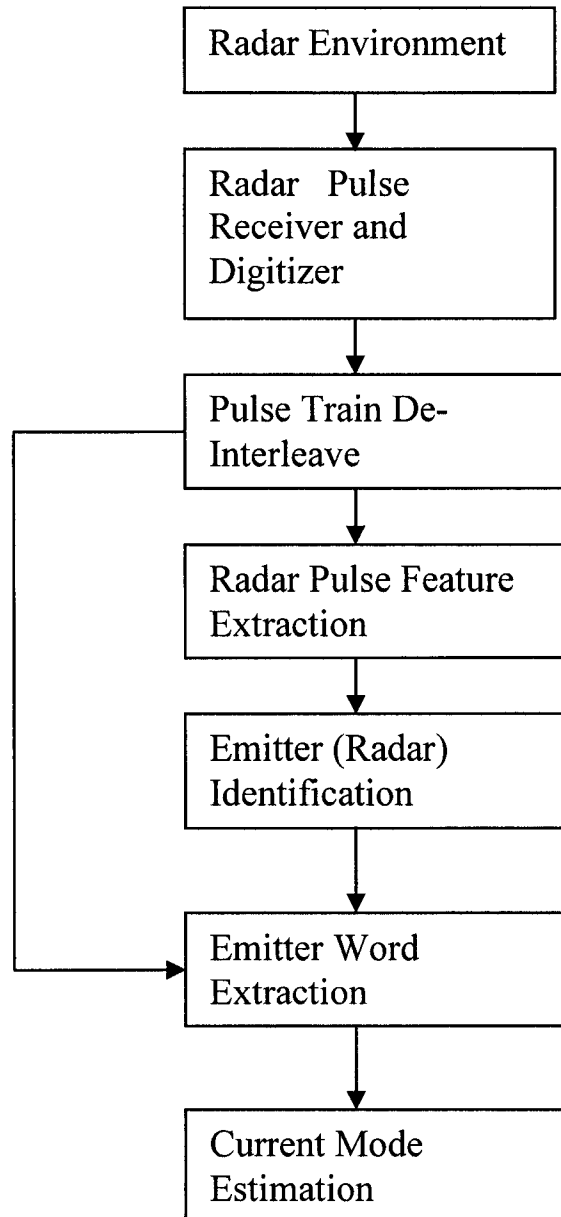 Radar Environment
Radar Pulse
Receiver and
Digitizer
Pulse Train De-
Interleave
Radar Pulse Feature
Extraction
Emitter (Radar)
Identification
Emitter Word
Extraction
Current Mode
Estimation